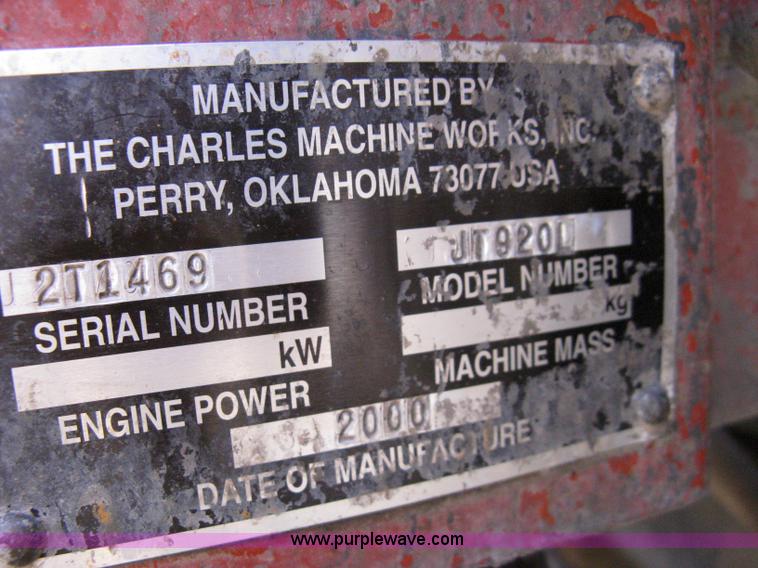 MANUFACTURED BY
THE CHARLES MACHINE WORKS, INC.
PERRY, OKLAHOMA 73077 USA
2T1469
SERIAL NUMBER
JT920L
MODEL NUMBER
kW
ENGINE POWER
kg
MACHINE MASS
2000
DATE OF MANUFACTURE
www.purplewave.com